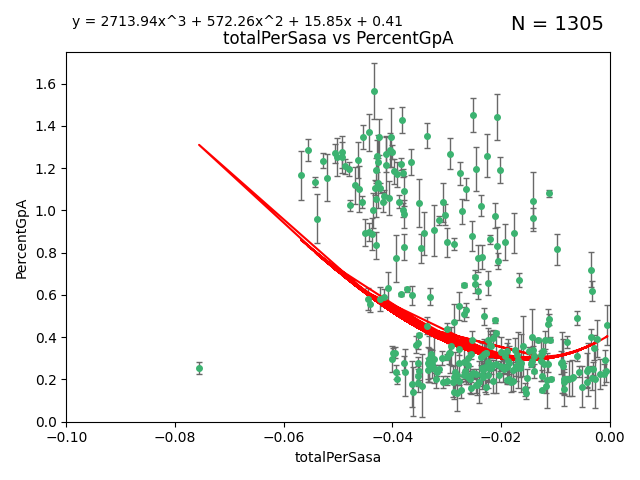 y = 2713.94x^3 + 572.26x^2 + 15.85x + 0.41
N = 1305
totalPerSasa vs PercentGpA
PercentGpA
1.6
1.4
1.2
1.0
0.8
0.6
0.4
0.2
0.0
−0.10 −0.08 −0.06 −0.04 −0.02 0.00
totalPerSasa